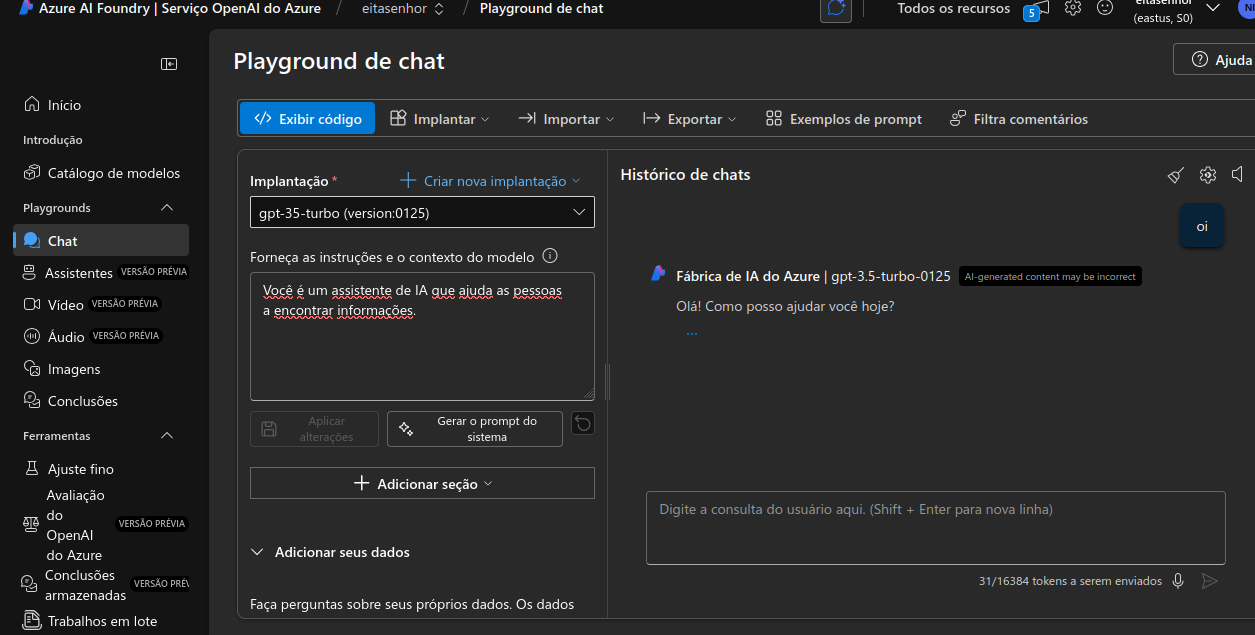 Azure AI Foundry | Serviço OpenAI do Azure / eitasenhor / Playground de chat
Todos os recursos
5
eitasenhor
(eastus, S0)
NI
Início
Introdução
Catálogo de modelos
Playgrounds
Chat
Assistentes VERSÃO PRÉVIA
Vídeo VERSÃO PRÉVIA
Áudio VERSÃO PRÉVIA
Imagens
Conclusões
Ferramentas
Ajuste fino
Avaliação
do
OpenAI
do Azure
VERSÃO PRÉVIA
Conclusões
armazenadas
VERSÃO PRÉV
Trabalhos em lote
Playground de chat
Ajuda
</> Exibir código
Implantar
Importar
Exportar
Exemplos de prompt
Filtra comentários
Implantação *
Criar nova implantação
gpt-35-turbo (version:0125)
Forneça as instruções e o contexto do modelo
Você é um assistente de IA que ajuda as pessoas
a encontrar informações.
Aplicar
alterações
Gerar o prompt do
sistema
Adicionar seção
Adicionar seus dados
Faça perguntas sobre seus próprios dados. Os dados
Histórico de chats
oi
Fábrica de IA do Azure | gpt-3.5-turbo-0125 AI-generated content may be incorrect
Olá! Como posso ajudar você hoje?
...
Digite a consulta do usuário aqui. (Shift + Enter para nova linha)
31/16384 tokens a serem enviados